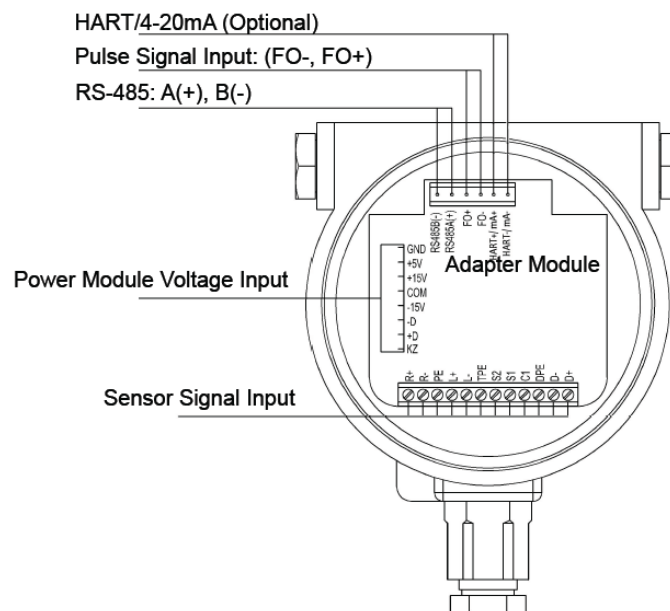 HART/4-20mA (Optional)
Pulse Signal Input: (FO-, FO+)
RS-485: A(+), B(-)
RS485B(-)
RS485A(+)
FO+
FO-
HART+/ mA+
HART-/ mA-
Adapter Module
Power Module Voltage Input
GND
+5V
+15V
COM
-15V
-D
+D
KZ
Sensor Signal Input
R+
R-
PE
L+
L-
TPE
S2
S1
C1
DPE
D-
D+